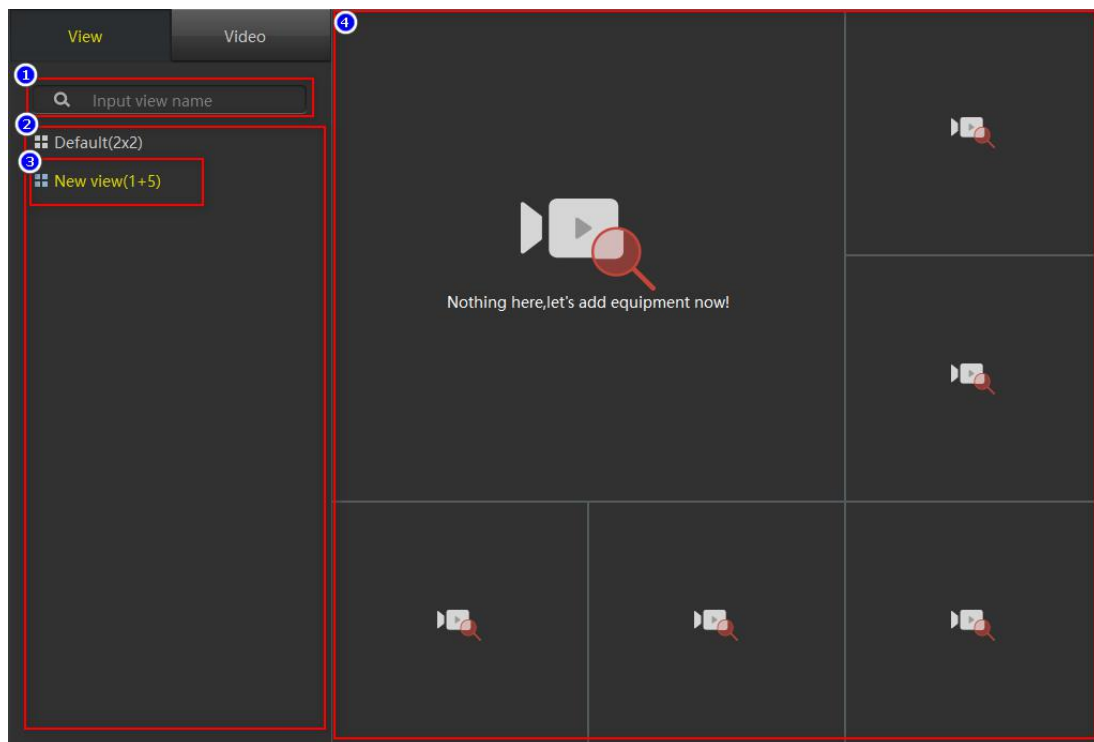 View
Video
4
1
Input view name
2
Default(2x2)
3
New view(1+5)
Nothing here,let's add equipment now!